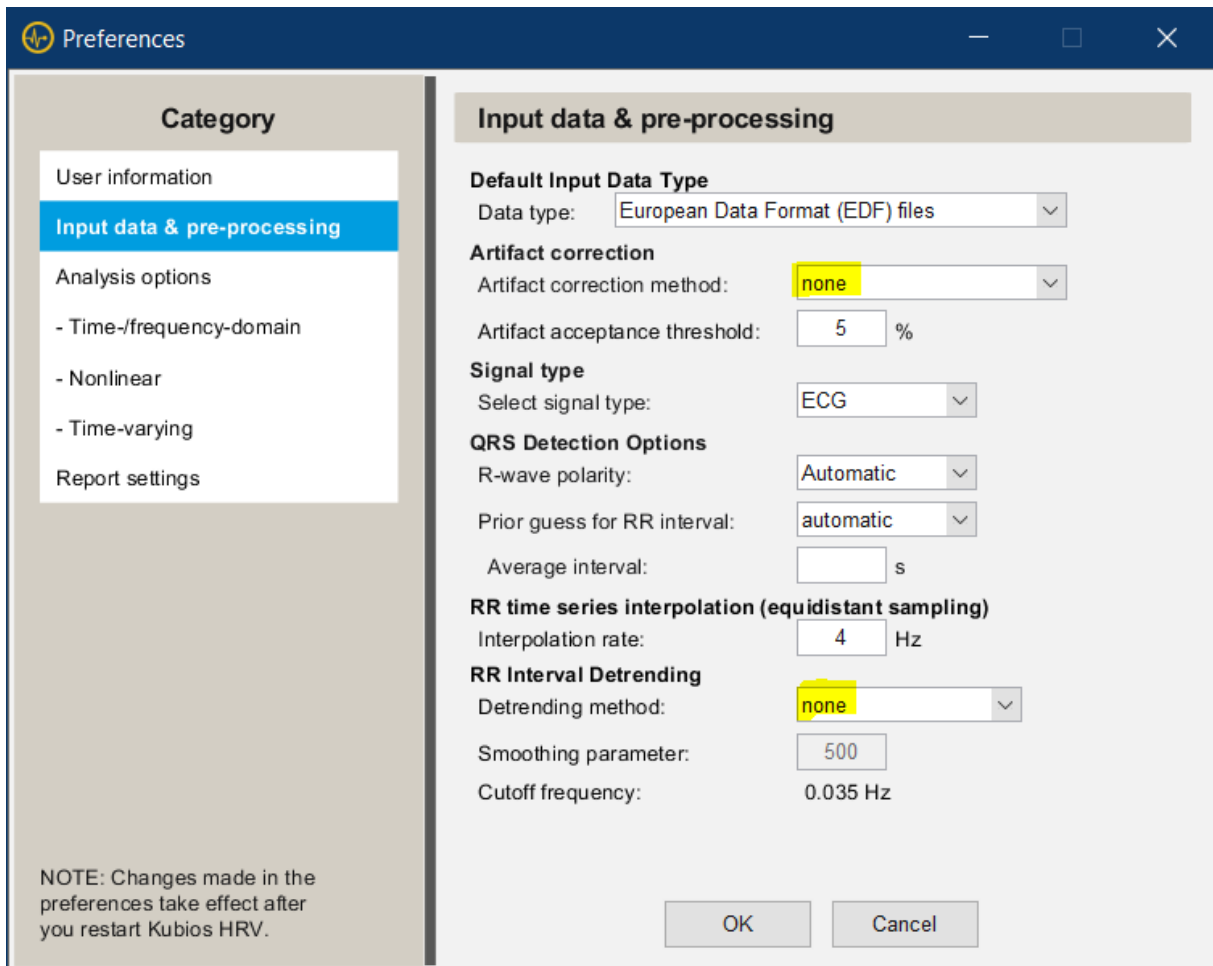 Preferences
Category
User information
Input data & pre-processing
Analysis options
- Time-/frequency-domain
- Nonlinear
- Time-varying
Report settings
NOTE: Changes made in the
preferences take effect after
you restart Kubios HRV.
Input data & pre-processing
Default Input Data Type
Data type: European Data Format (EDF) files
Artifact correction
Artifact correction method: none
Artifact acceptance threshold: 5 %
Signal type
Select signal type: ECG
QRS Detection Options
R-wave polarity: Automatic
Prior guess for RR interval: automatic
Average interval: s
RR time series interpolation (equidistant sampling)
Interpolation rate: 4 Hz
RR Interval Detrending
Detrending method: none
Smoothing parameter: 500
Cutoff frequency: 0.035 Hz
OK Cancel